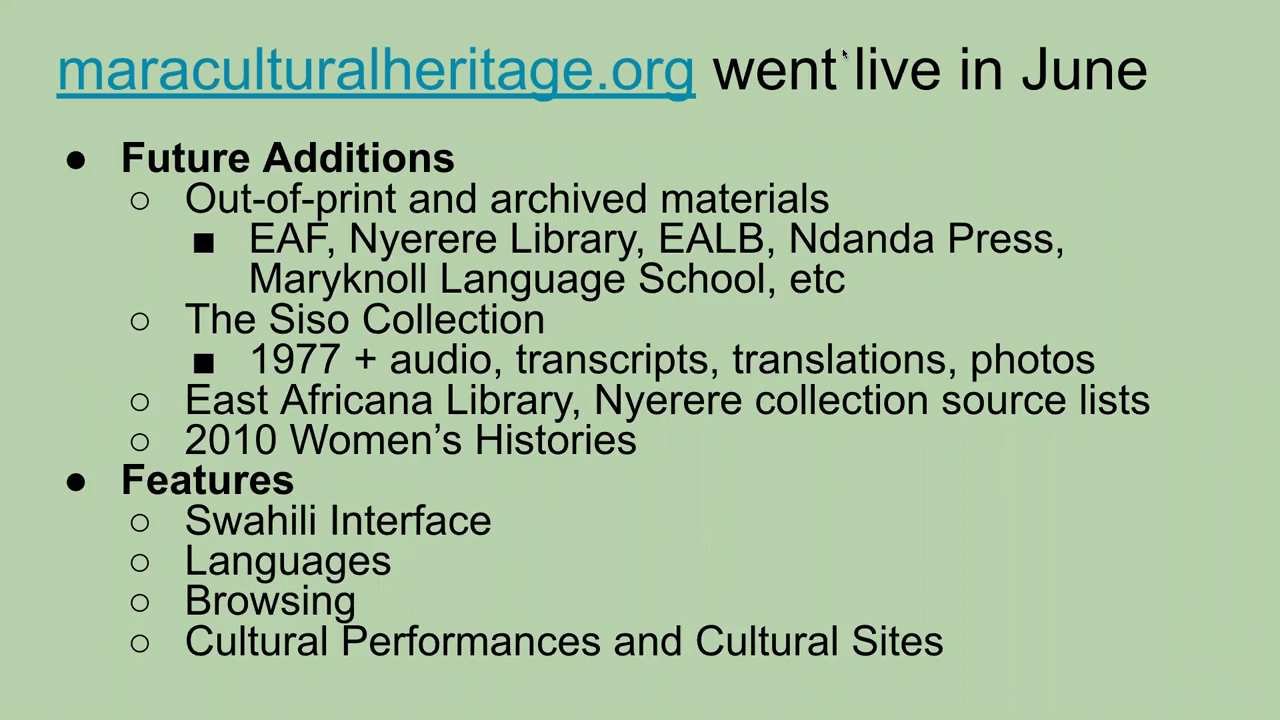 maraculturalheritage.org went live in June
● Future Additions
○ Out-of-print and archived materials
■ EAF, Nyerere Library, EALB, Ndanda Press,
Maryknoll Language School, etc
○ The Siso Collection
■ 1977 + audio, transcripts, translations, photos
○ East Africana Library, Nyerere collection source lists
○ 2010 Women’s Histories
● Features
○ Swahili Interface
○ Languages
○ Browsing
○ Cultural Performances and Cultural Sites